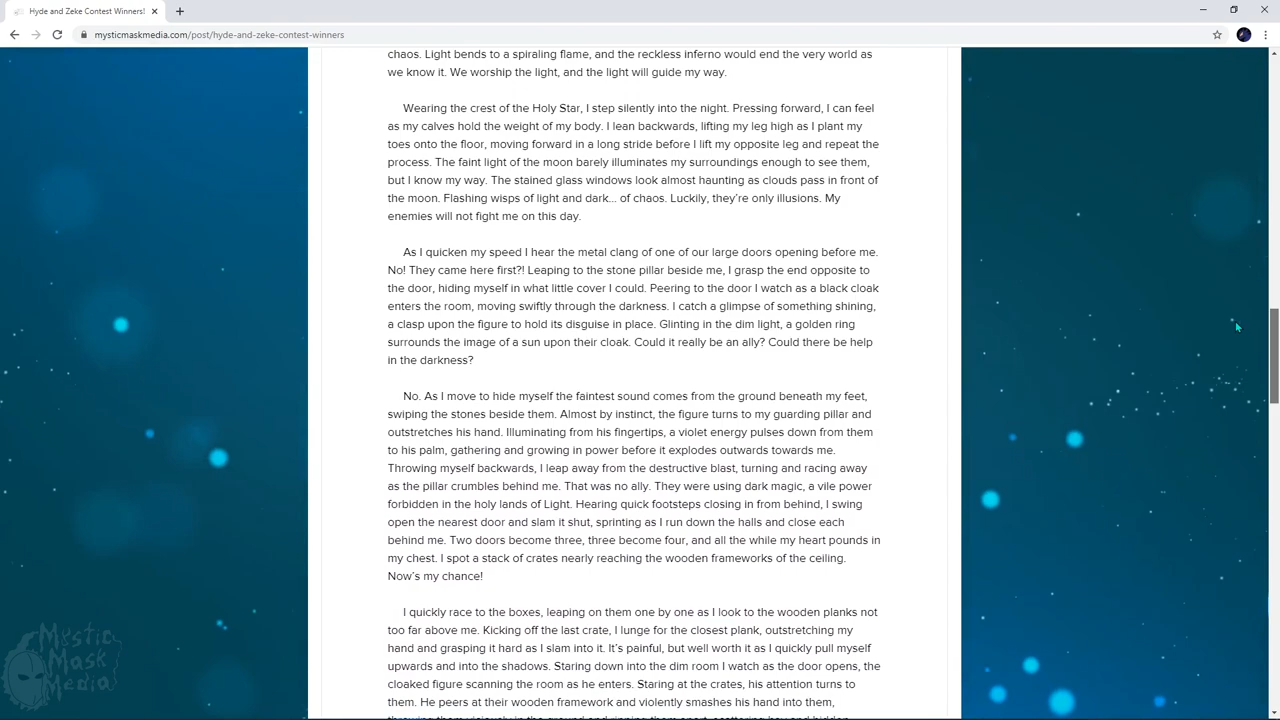 Hyde and Zeke Contest Winners!
mysticmaskmedia.com/post/hyde-and-zeke-contest-winners
chaos. Light bends to a spiraling flame, and the reckless inferno would end the very world as
we know it. We worship the light, and the light will guide my way.
Wearing the crest of the Holy Star, I step silently into the night. Pressing forward, I can feel
as my calves hold the weight of my body. I lean backwards, lifting my leg high as I plant my
toes onto the floor, moving forward in a long stride before I lift my opposite leg and repeat the
process. The faint light of the moon barely illuminates my surroundings enough to see them,
but I know my way. The stained glass windows look almost haunting as clouds pass in front of
the moon. Flashing wisps of light and dark... of chaos. Luckily, they're only illusions. My
enemies will not fight me on this day.
As I quicken my speed I hear the metal clang of one of our large doors opening before me.
No! They came here first?! Leaping to the stone pillar beside me, I grasp the end opposite to
the door, hiding myself in what little cover I could. Peering to the door I watch as a black cloak
enters the room, moving swiftly through the darkness. I catch a glimpse of something shining,
a clasp upon the figure to hold its disguise in place. Glinting in the dim light, a golden ring
surrounds the image of a sun upon their cloak. Could it really be an ally? Could there be help
in the darkness?
No. As I move to hide myself the faintest sound comes from the ground beneath my feet,
swiping the stones beside them. Almost by instinct, the figure turns to my guarding pillar and
outstretches his hand. Illuminating from his fingertips, a violet energy pulses down from them
to his palm, gathering and growing in power before it explodes outwards towards me.
Throwing myself backwards, I leap away from the destructive blast, turning and racing away
as the pillar crumbles behind me. That was no ally. They were using dark magic, a vile power
forbidden in the holy lands of Light. Hearing quick footsteps closing in from behind, I swing
open the nearest door and slam it shut, sprinting as I run down the halls and close each
behind me. Two doors become three, three become four, and all the while my heart pounds in
my chest. I spot a stack of crates nearly reaching the wooden frameworks of the ceiling.
Now's my chance!
I quickly race to the boxes, leaping on them one by one as I look to the wooden planks not
too far above me. Kicking off the last crate, I lunge for the closest plank, outstretching my
hand and grasping it hard as I slam into it. It's painful, but well worth it as I quickly pull myself
upwards and into the shadows. Staring down into the dim room I watch as the door opens, the
cloaked figure scanning the room as he enters. Staring at the crates, his attention turns to
them. He peers at their wooden framework and violently smashes his hand into them,
Mystic
Mask
Media